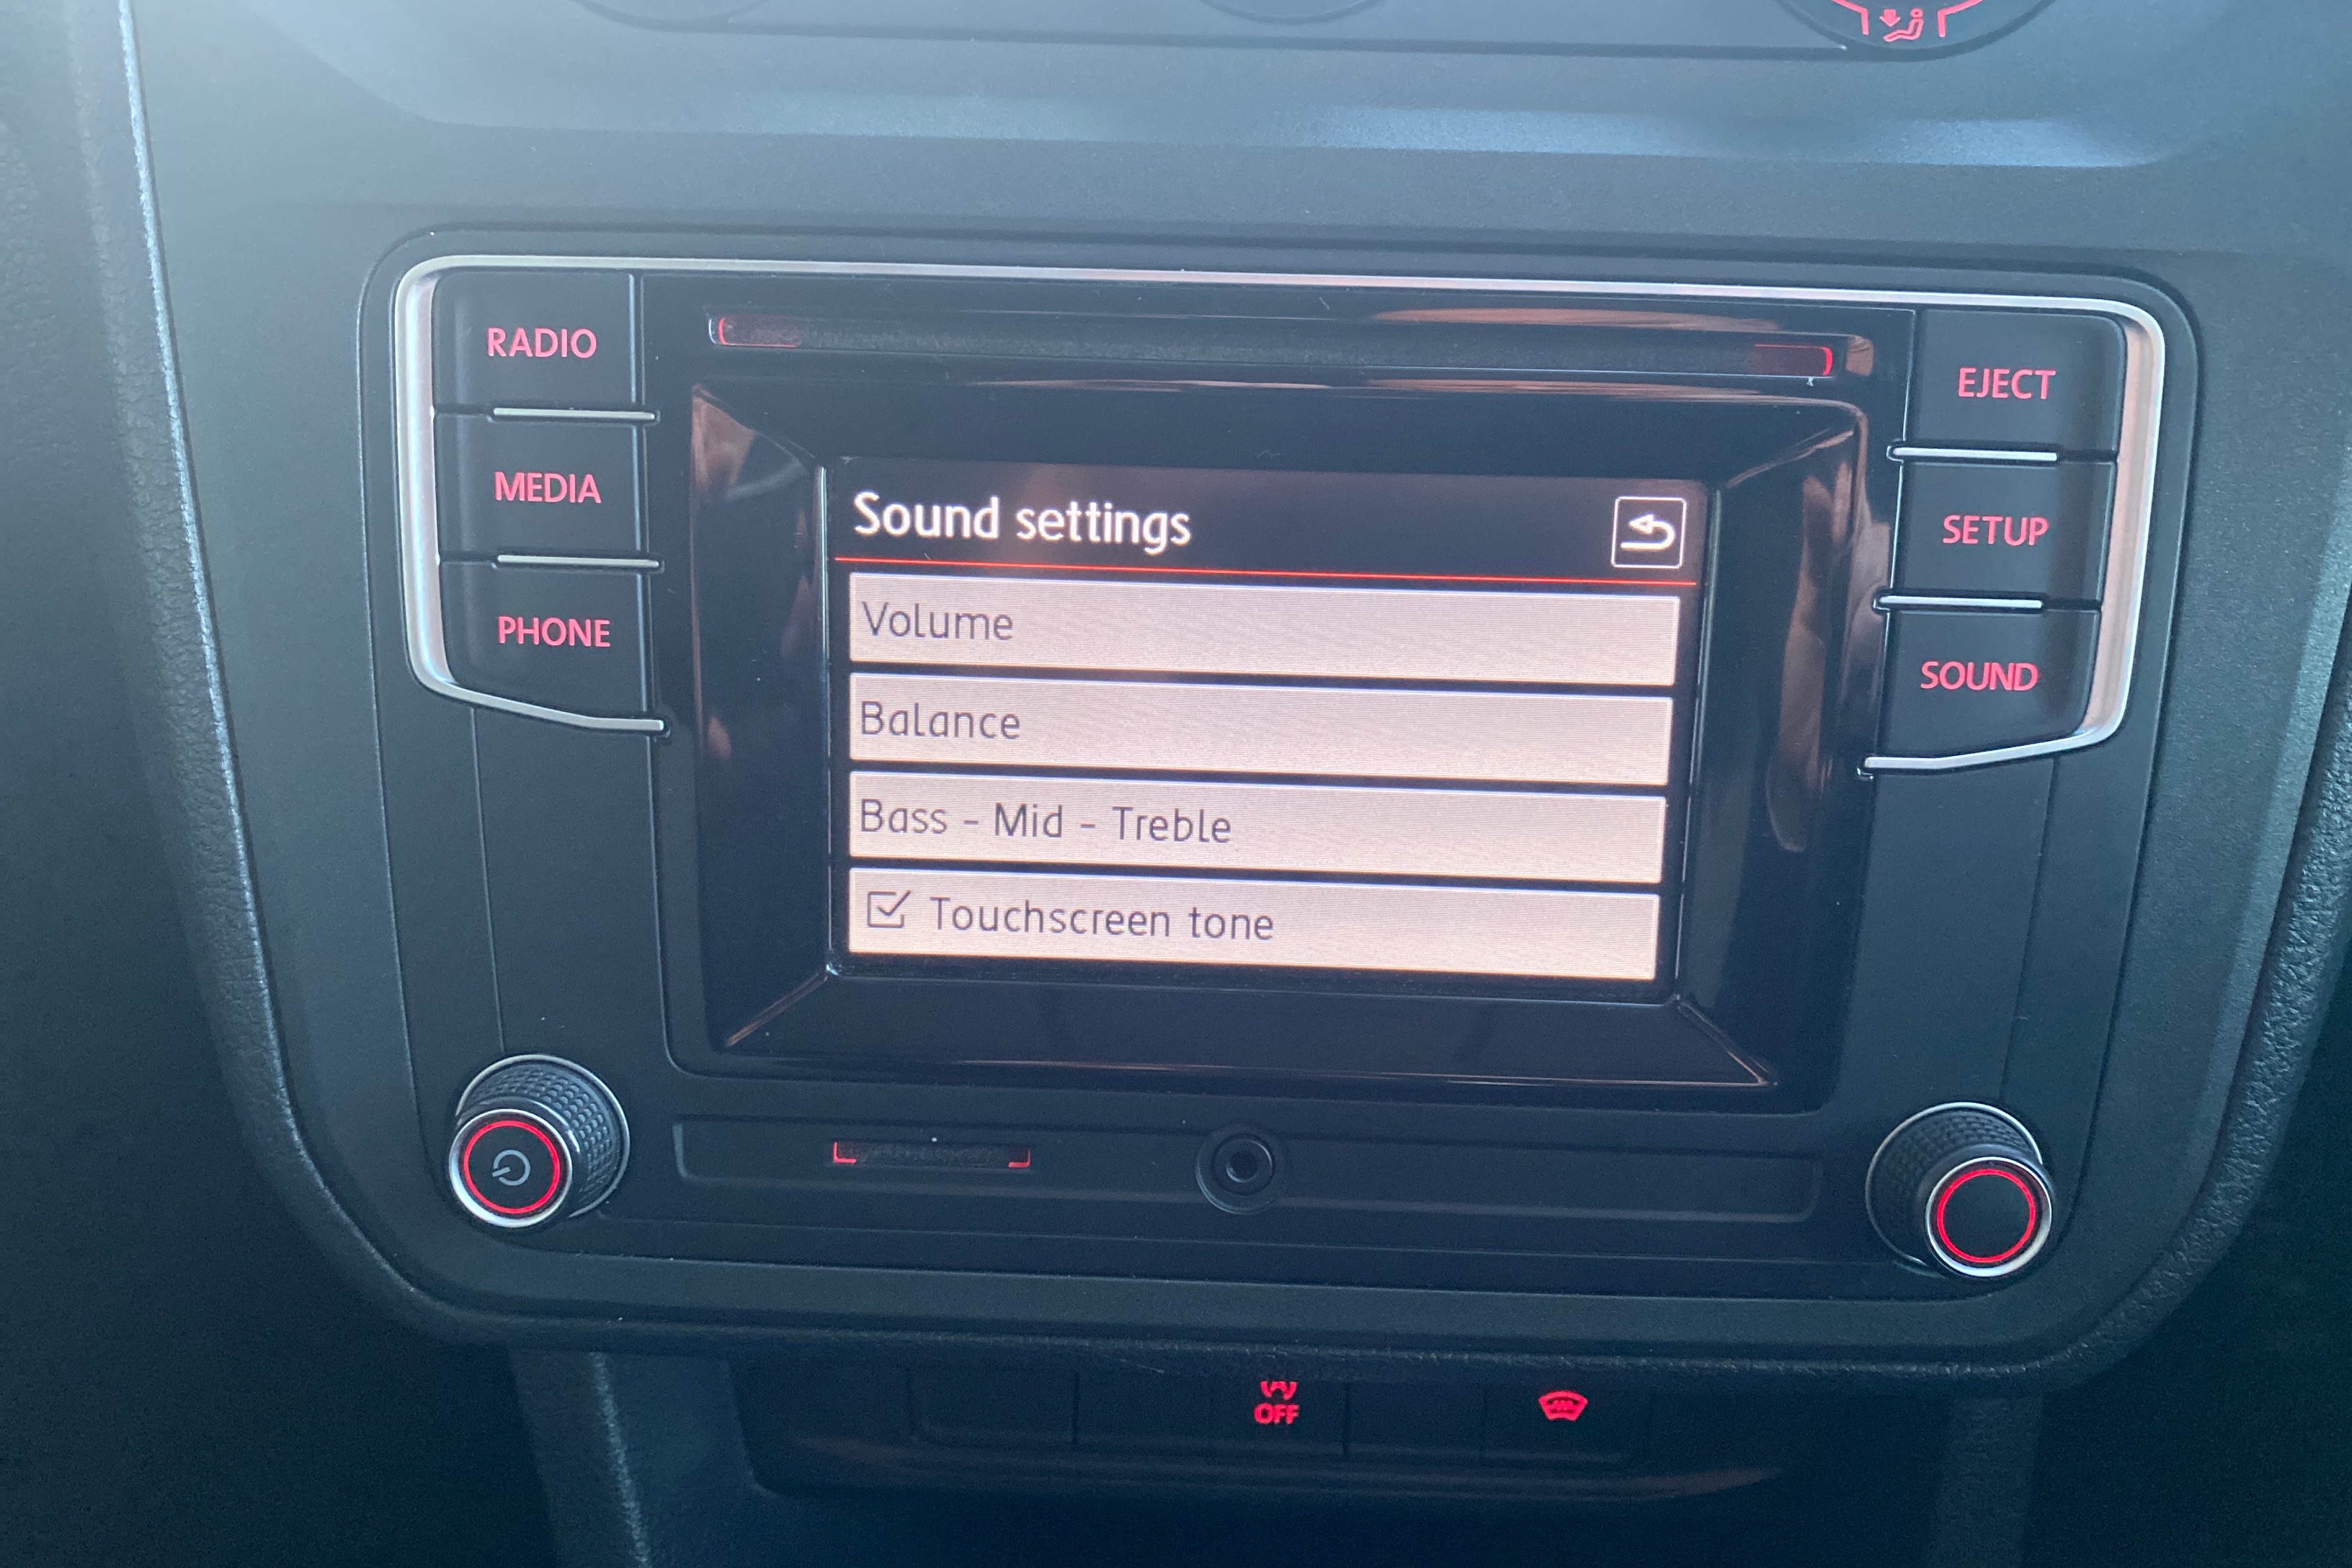 RADIO
MEDIA
PHONE
EJECT
SETUP
SOUND
Sound settings
Volume
Balance
Bass - Mid - Treble
Touchscreen tone
OFF